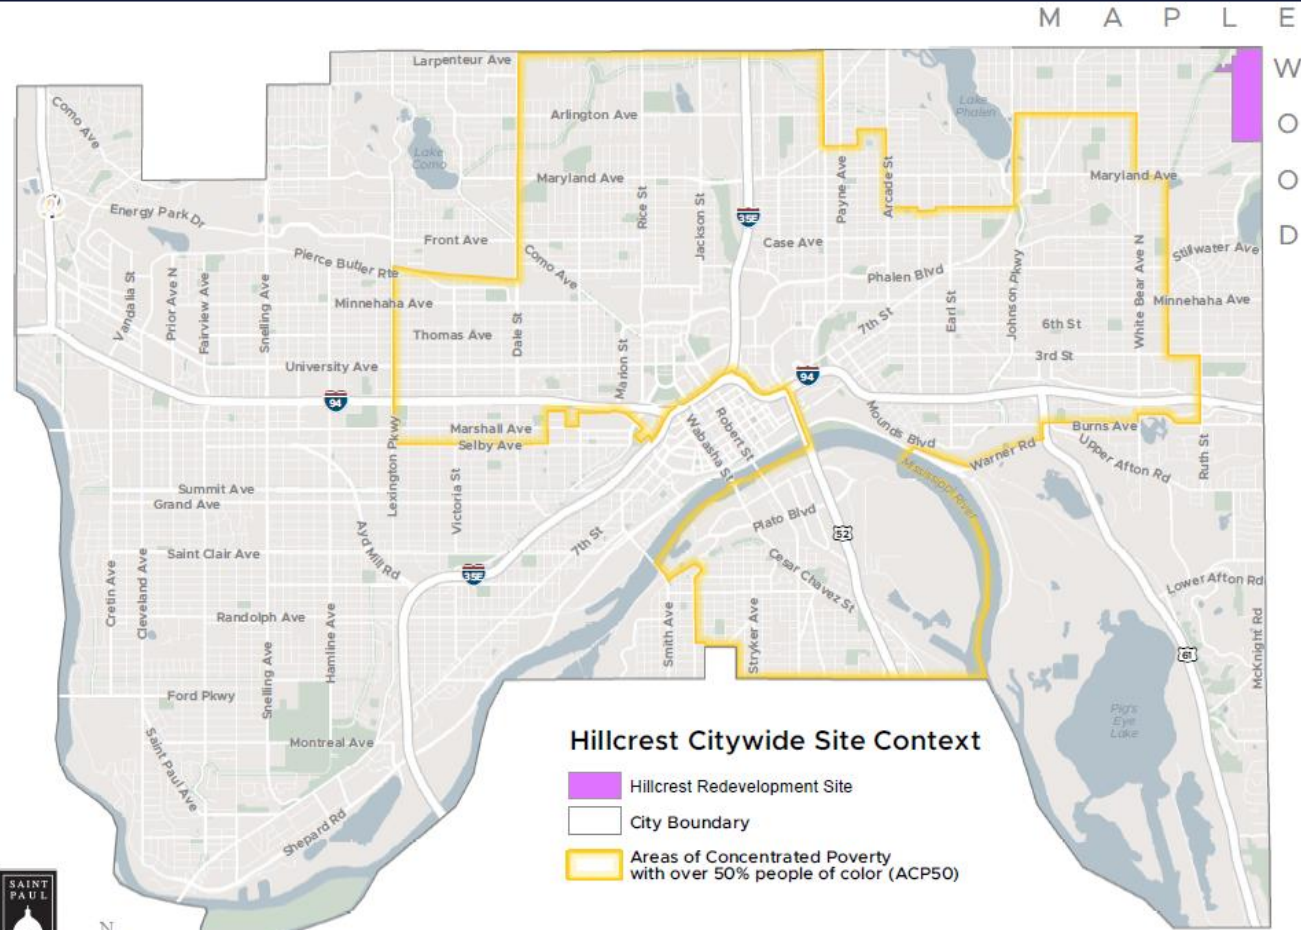 M A P L E
W
O
O
D
Larpenteur Ave
Como Ave
Arlington Ave
Lake
Phalen
Lake
Como
Maryland Ave
Maryland Ave
Rice St
Jackson St
Payne Ave
Arcade St
Energy Park Dr
35E
Front Ave
Case Ave
Como Ave
Stillwater Ave
Pierce Butler Rte
Phalen Blvd
Vandalia St
Prior Ave N
Fairview Ave
Snelling Ave
Minnehaha Ave
Minnehaha Ave
Johnson Pkwy
White Bear Ave N
Earl St
7th St
6th St
Thomas Ave
Dale St
Marion St
3rd St
University Ave
94
94
Marshall Ave
Selby Ave
Lexington Pkwy
Victoria St
Robert St
Wabasha St
Mounds Blvd
Burns Ave
Warner Rd
Upper Afton Rd
Ruth St
Mississippi River
Summit Ave
Grand Ave
Plato Blvd
52
Ayd Mill Rd
7th St
Saint Clair Ave
Cesar Chavez St
35E
Cretin Ave
Cleveland Ave
Lower Afton Rd
Randolph Ave
Hamline Ave
Smith Ave
Stryker Ave
McKnight Rd
Snelling Ave
61
Ford Pkwy
Pig's
Eye
Lake
Saint Paul Ave
Montreal Ave
Shepard Rd
Hillcrest Citywide Site Context
Hillcrest Redevelopment Site
City Boundary
Areas of Concentrated Poverty
with over 50% people of color (ACP50)
SAINT
PAUL
N